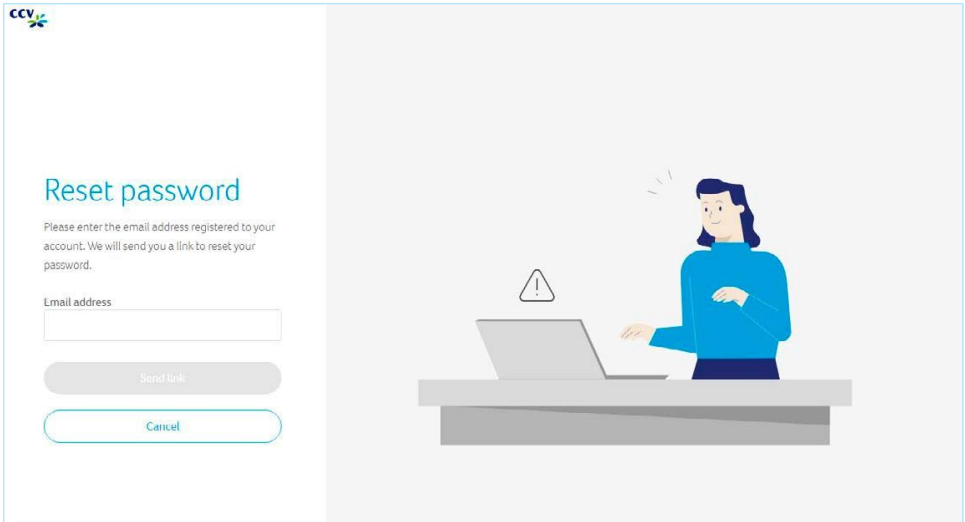 CCV
Reset password
Please enter the email address registered to your
account. We will send you a link to reset your
password.
Email address
Send link
Cancel